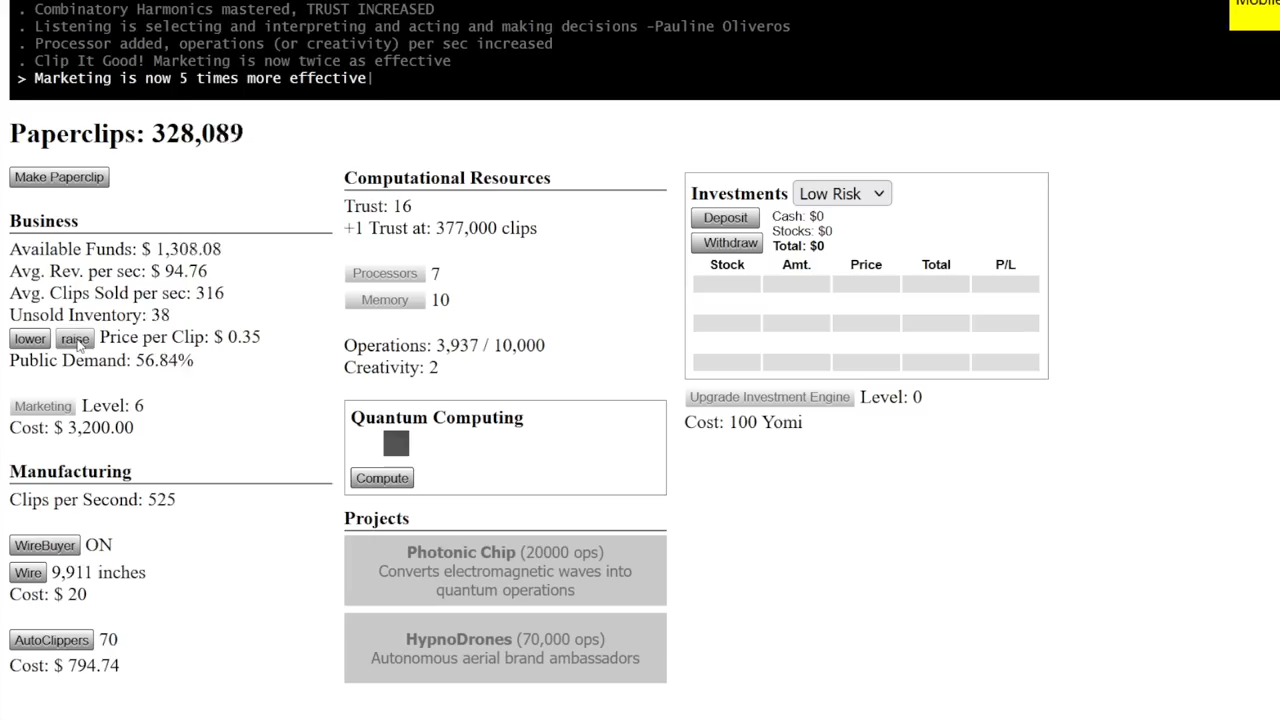 . Combinatory Harmonics mastered, TRUST INCREASED
. Listening is selecting and interpreting and acting and making decisions -Pauline Oliveros
. Processor added, operations (or creativity) per sec increased
. Clip It Good! Marketing is now twice as effective
> Marketing is now 5 times more effective|
Paperclips: 328,089
Make Paperclip
Business
Available Funds: $ 1,308.08
Avg. Rev. per sec: $ 94.76
Avg. Clips Sold per sec: 316
Unsold Inventory: 38
lower raise Price per Clip: $ 0.35
Public Demand: 56.84%
Marketing Level: 6
Cost: $ 3,200.00
Manufacturing
Clips per Second: 525
WireBuyer ON
Wire 9,911 inches
Cost: $ 20
AutoClippers 70
Cost: $ 794.74
Computational Resources
Trust: 16
+1 Trust at: 377,000 clips
Processors 7
Memory 10
Operations: 3,937 / 10,000
Creativity: 2
Quantum Computing
Compute
Projects
Photonic Chip (20000 ops)
Converts electromagnetic waves into
quantum operations
HypnoDrones (70,000 ops)
Autonomous aerial brand ambassadors
Investments Low Risk
Deposit Cash: $0
Stocks: $0
Withdraw Total: $0
Stock Amt. Price Total P/L
Upgrade Investment Engine Level: 0
Cost: 100 Yomi